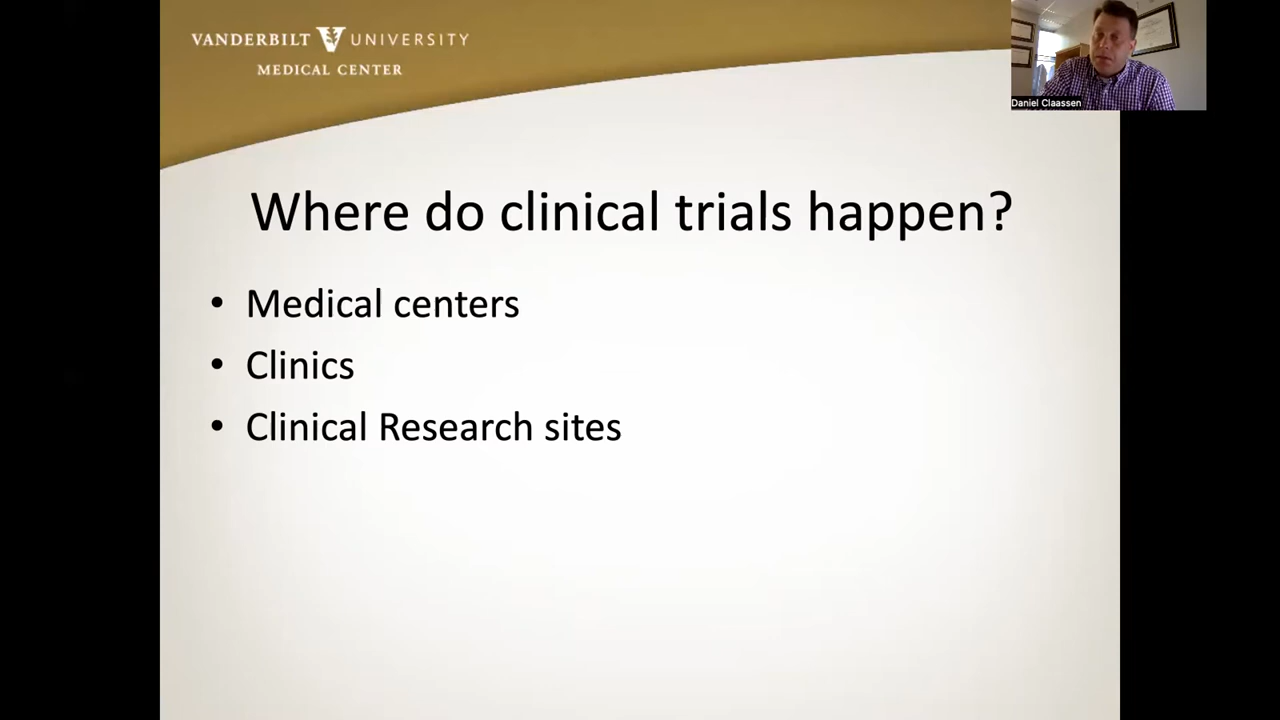 VANDERBILT UNIVERSITY
MEDICAL CENTER
Daniel Claassen
Where do clinical trials happen?
• Medical centers
• Clinics
• Clinical Research sites